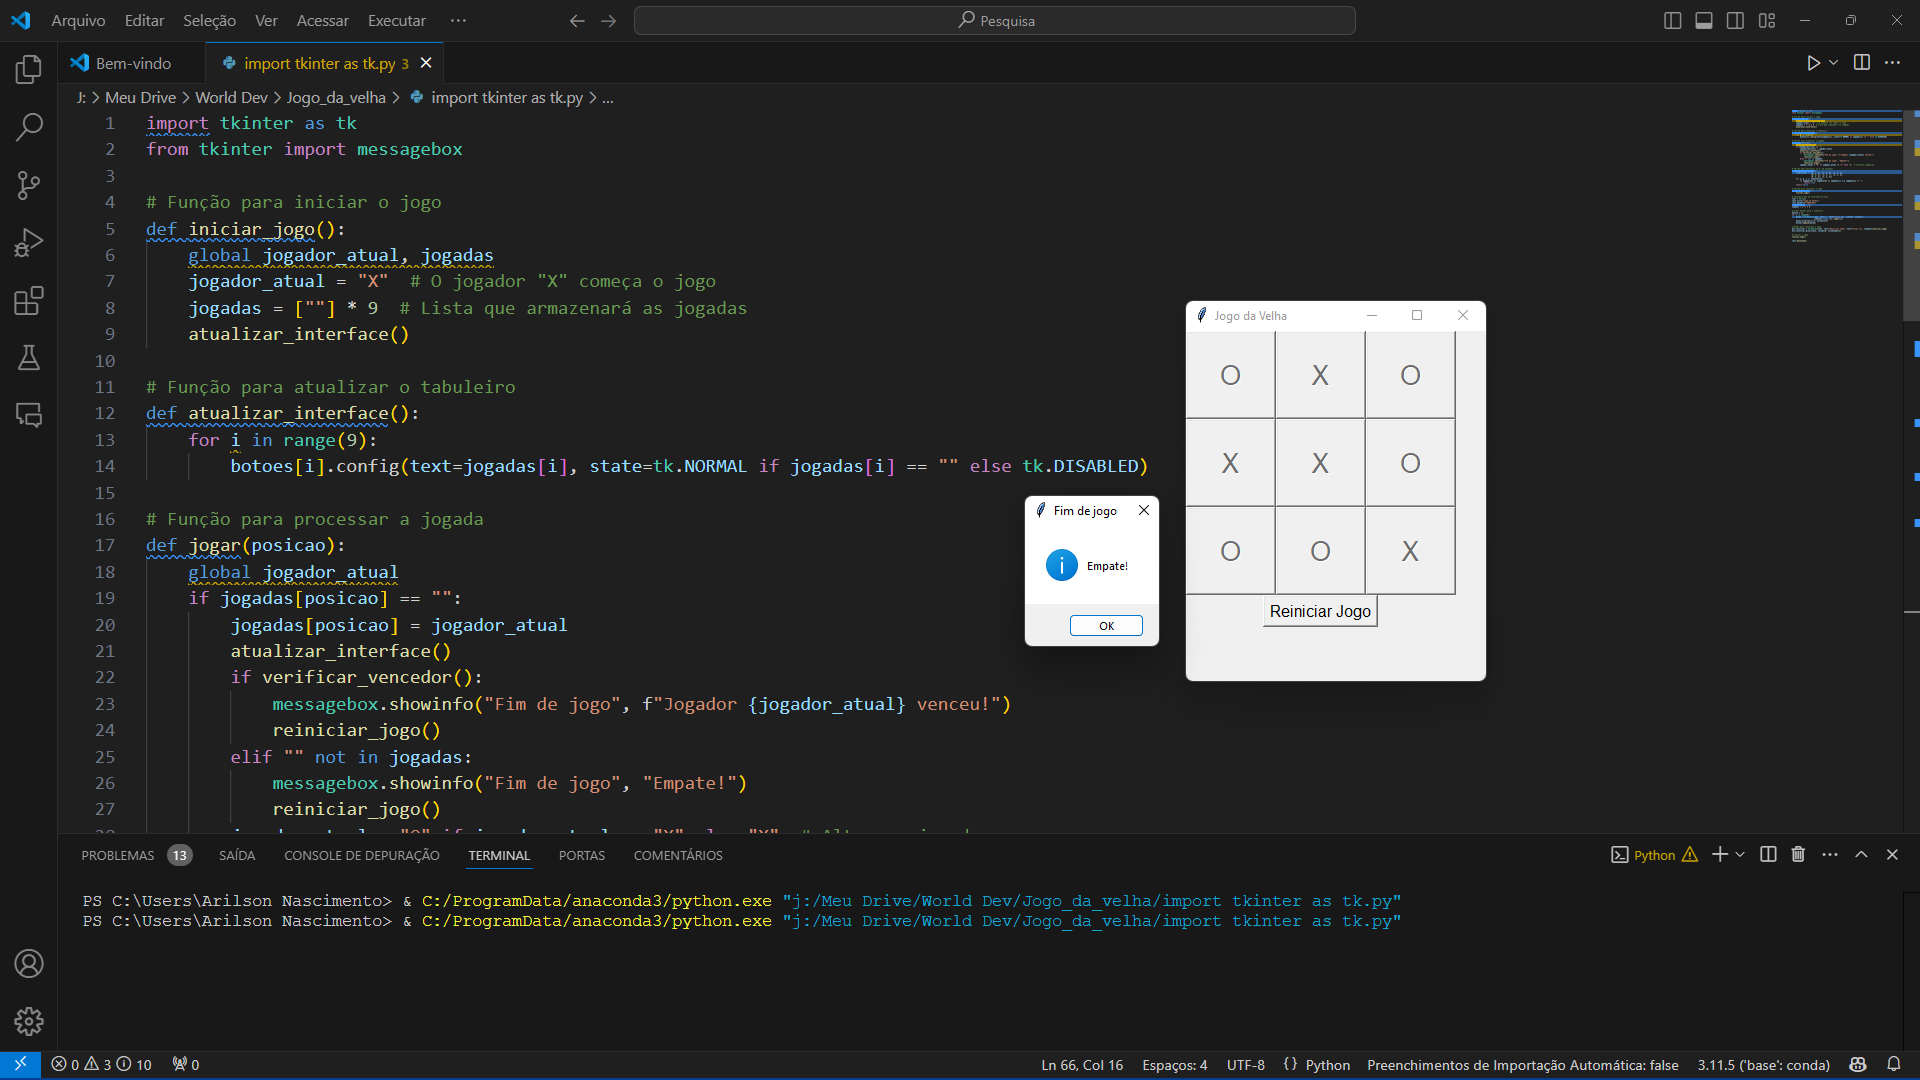 Arquivo Editar Seleção Ver Acessar Executar ···
Pesquisa
Bem-vindo
import tkinter as tk.py 3
J: > Meu Drive > World Dev > Jogo_da_velha > import tkinter as tk.py > ...
1 import tkinter as tk
2 from tkinter import messagebox
3
4 # Função para iniciar o jogo
5 def iniciar_jogo():
6 global jogador_atual, jogadas
7 jogador_atual = "X" # O jogador "X" começa o jogo
8 jogadas = [""] * 9 # Lista que armazenará as jogadas
9 atualizar_interface()
10
11 # Função para atualizar o tabuleiro
12 def atualizar_interface():
13 for i in range(9):
14 botoes[i].config(text=jogadas[i], state=tk.NORMAL if jogadas[i] == "" else tk.DISABLED)
15
16 # Função para processar a jogada
17 def jogar(posicao):
18 global jogador_atual
19 if jogadas[posicao] == "":
20 jogadas[posicao] = jogador_atual
21 atualizar_interface()
22 if verificar_vencedor():
23 messagebox.showinfo("Fim de jogo", f"Jogador {jogador_atual} venceu!")
24 reiniciar_jogo()
25 elif "" not in jogadas:
26 messagebox.showinfo("Fim de jogo", "Empate!")
27 reiniciar_jogo()
Jogo da Velha
O X O
X X O
O O X
Reiniciar Jogo
Fim de jogo
Empate!
OK
PROBLEMAS 13 SAÍDA CONSOLE DE DEPURAÇÃO TERMINAL PORTAS COMENTÁRIOS
Python
PS C:\Users\Arilson Nascimento> & C:/ProgramData/anaconda3/python.exe "j:/Meu Drive/World Dev/Jogo_da_velha/import tkinter as tk.py"
PS C:\Users\Arilson Nascimento> & C:/ProgramData/anaconda3/python.exe "j:/Meu Drive/World Dev/Jogo_da_velha/import tkinter as tk.py"
0 3 10 0
Ln 66, Col 16 Espaços: 4 UTF-8 {} Python Preenchimentos de Importação Automática: false 3.11.5 ('base': conda)